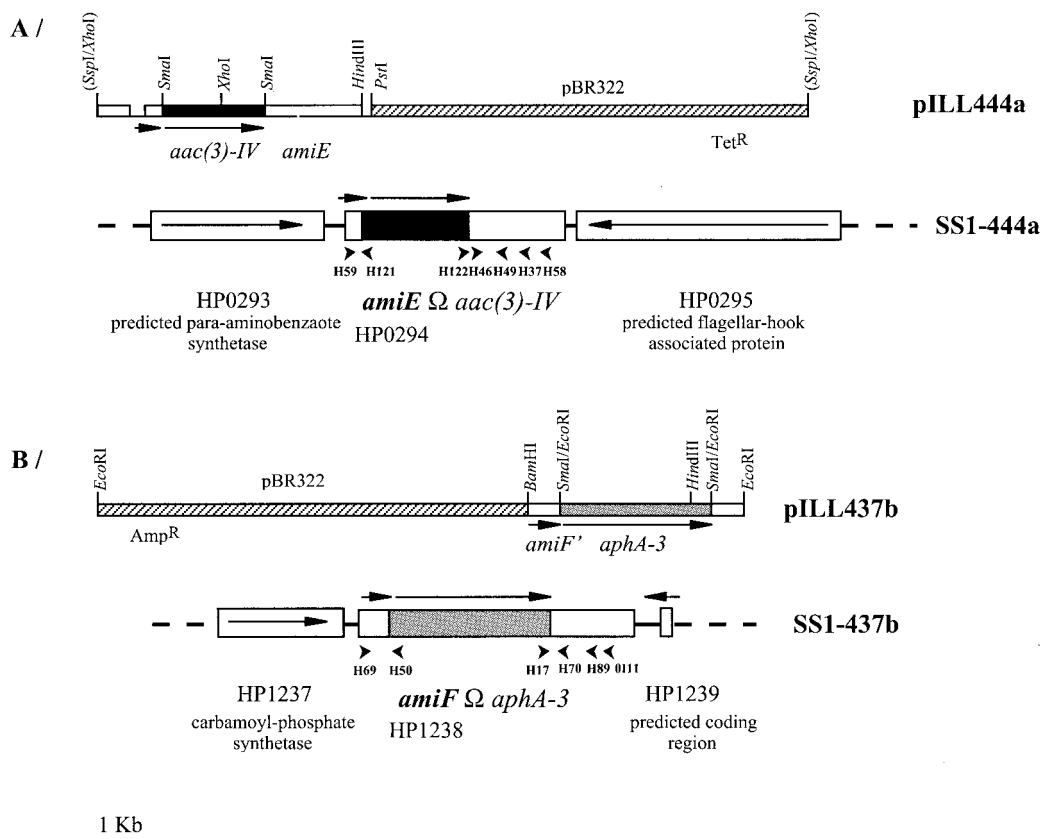 A /
(SspI/XhoI)
SmaI
XhoI
SmaI
HindIII
PstI
(SspI/XhoI)
pBR322
pILL444a
TetR
aac(3)-IV amiE
SS1-444a
H59 H121 H122 H46 H49 H37 H58
HP0293
predicted para-aminobenzaote
synthetase
amiE Ω aac(3)-IV
HP0294
HP0295
predicted flagellar-hook
associated protein
B /
EcoRI
BamHI
SmaI/EcoRI
HindIII
SmaI/EcoRI
EcoRI
pBR322
pILL437b
AmpR
amiF’ aphA-3
SS1-437b
H69 H50 H17 H70 H89
HP1237
carbamoyl-phosphate
synthetase
amiF Ω aphA-3
HP1238
HP1239
predicted coding
region
1 Kb